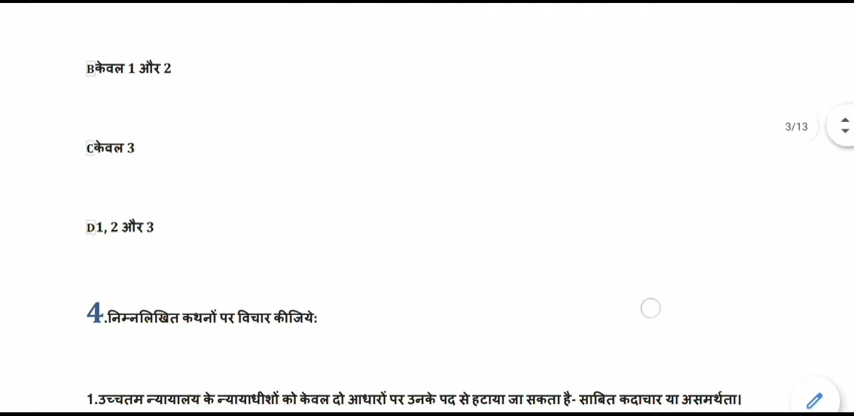 Bकेवल 1 और 2
3/13
Cकेवल 3
D1, 2 और 3
4.निम्नलिखित कथनों पर विचार कीजिये:
1.उच्चतम न्यायालय के न्यायाधीशों को केवल दो आधारों पर उनके पद से हटाया जा सकता है- साबित कदाचार या असमर्थता।